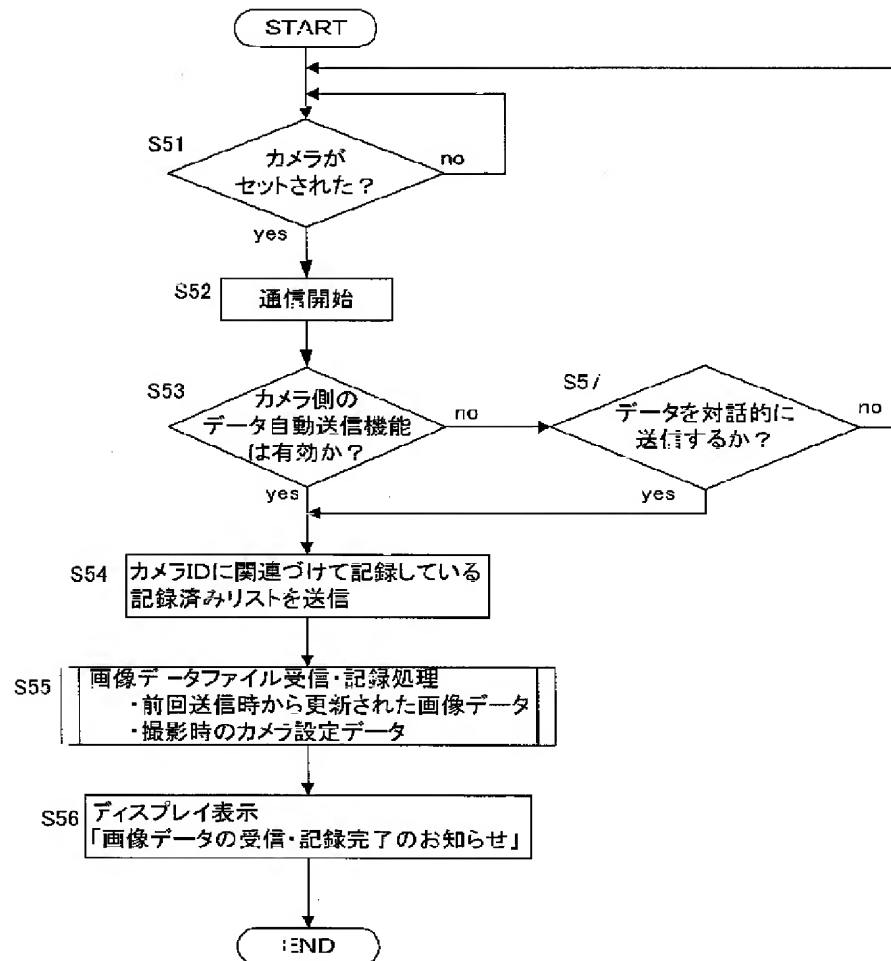 START
S51
カメラが
セットされた？
no
yes
S52
通信開始
S53
カメラ側の
データ自動送信機能
は有効か？
no
yes
S57
データを対話的に
送信するか？
no
yes
S54
カメラIDに関連づけて記録している
記録済みリストを送信
S55
画像データファイル受信・記録処理
・前回送信時から更新された画像データ
・撮影時のカメラ設定データ
S56
ディスプレイ表示
「画像データの受信・記録完了のお知らせ」
END